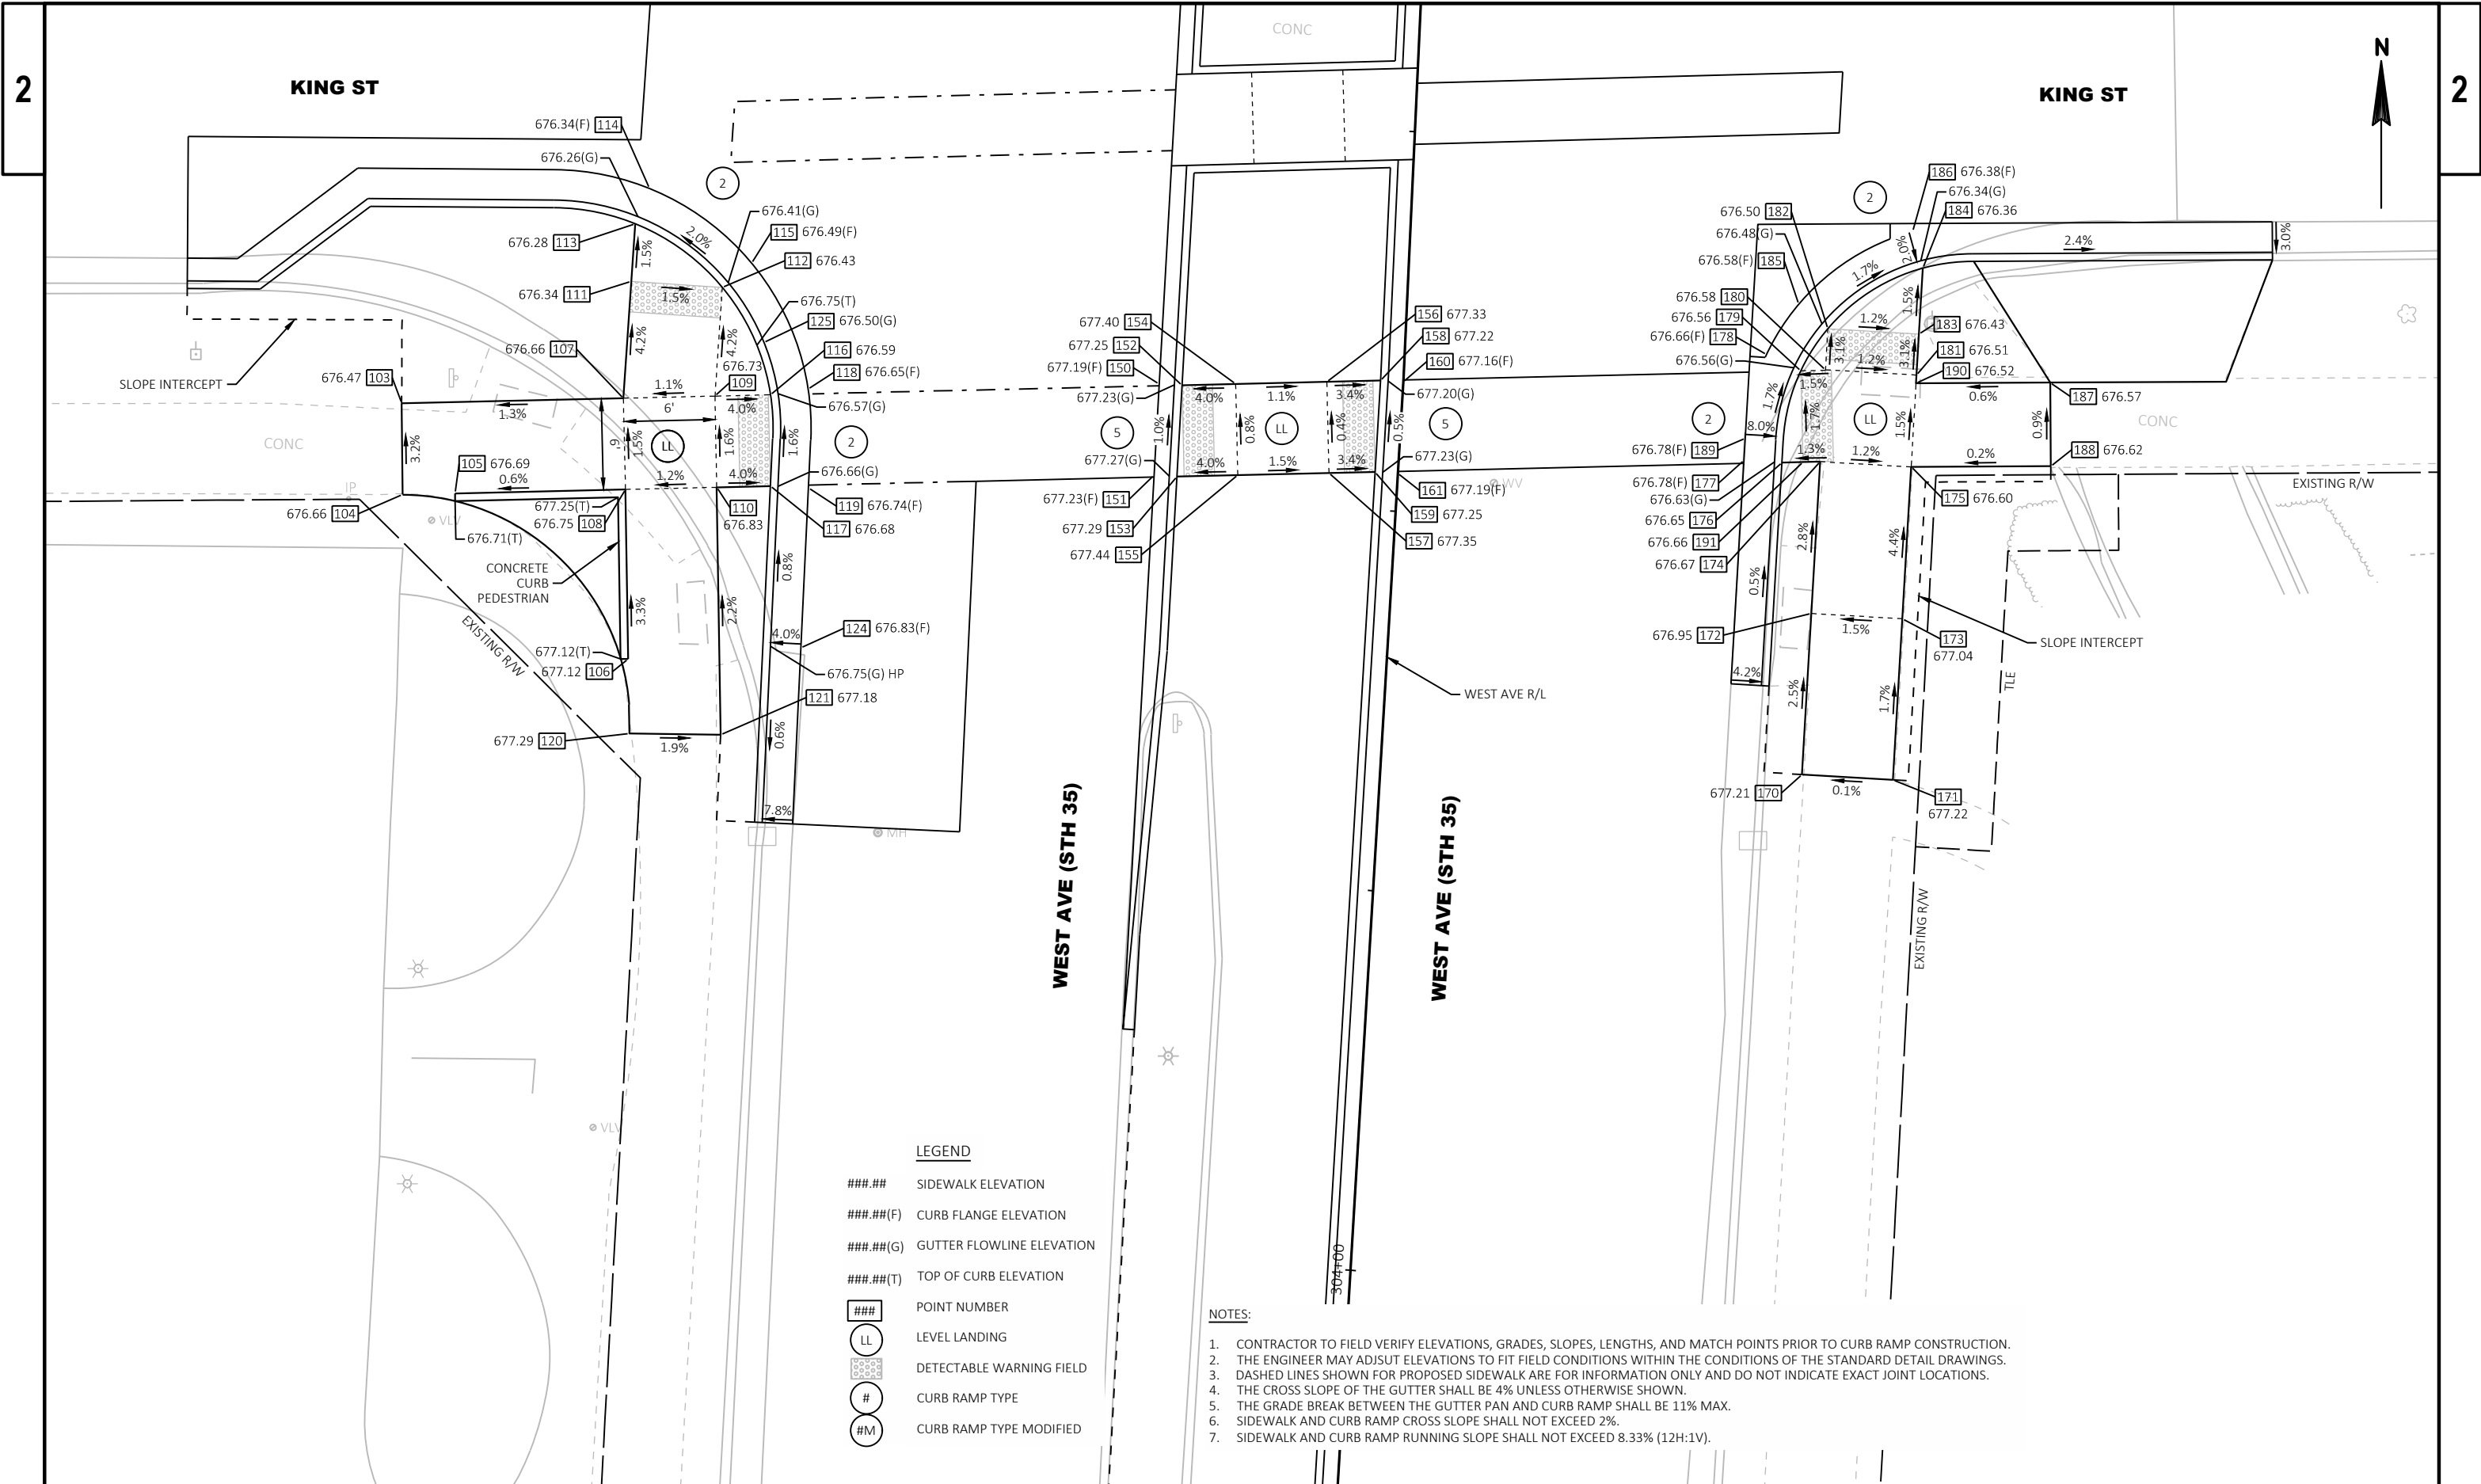 2
KING ST
CONC
KING ST
N
2
676.34(F) 114
676.26(G)
2
676.41(G)
115 676.49(F)
676.28 113
1.5%
2.0%
112 676.43
676.34 111
1.5%
676.75(T)
125 676.50(G)
4.2%
4.2%
116 676.59
676.66 107
676.73
109
118 676.65(F)
SLOPE INTERCEPT
676.47 103
1.1%
6'
4.0%
676.57(G)
1.3%
6'
CONC
3.2%
1.5%
LL
1.6%
1.6%
2
105 676.69
0.6%
1.2%
4.0%
676.66(G)
IP
676.66 104
677.25(T)
676.75 108
110
676.83
119 676.74(F)
117 676.68
VLV
676.71(T)
CONCRETE
CURB
PEDESTRIAN
0.8%
3.3%
2.2%
EXISTING R/W
4.0%
124 676.83(F)
677.12(T)
677.12 106
676.75(G) HP
121 677.18
677.29 120
1.9%
0.6%
7.8%
MH
VLV
677.40 154
677.25 152
677.19(F) 150
677.23(G)
156 677.33
158 677.22
160 677.16(F)
677.20(G)
4.0%
1.1%
3.4%
5
1.0%
0.8%
LL
0.4%
0.5%
5
677.27(G)
4.0%
1.5%
3.4%
677.23(G)
677.23(F) 151
161 677.19(F)
WV
677.29 153
159 677.25
677.44 155
157 677.35
WEST AVE R/L
WEST AVE (STH 35)
WEST AVE (STH 35)
304+00
2
186 676.38(F)
676.34(G)
184 676.36
676.50 182
676.48(G)
676.58(F) 185
2.0%
2.4%
3.0%
1.7%
676.58 180
1.5%
676.56 179
1.2%
183 676.43
676.66(F) 178
3.1%
3.1%
181 676.51
676.56(G)
1.2%
190 676.52
1.5%
1.7%
0.6%
187 676.57
2
8.0%
1.7%
LL
1.5%
0.9%
CONC
676.78(F) 189
1.3%
1.2%
0.2%
188 676.62
676.78(F) 177
676.63(G)
175 676.60
EXISTING R/W
676.65 176
676.66 191
676.67 174
2.8%
4.4%
0.5%
676.95 172
1.5%
173
677.04
SLOPE INTERCEPT
4.2%
2.5%
1.7%
TLE
677.21 170
0.1%
171
677.22
EXISTING R/W
LEGEND
###.## SIDEWALK ELEVATION
###.##(F) CURB FLANGE ELEVATION
###.##(G) GUTTER FLOWLINE ELEVATION
###.##(T) TOP OF CURB ELEVATION
### POINT NUMBER
LL LEVEL LANDING
DETECTABLE WARNING FIELD
# CURB RAMP TYPE
#M CURB RAMP TYPE MODIFIED
NOTES:
1. CONTRACTOR TO FIELD VERIFY ELEVATIONS, GRADES, SLOPES, LENGTHS, AND MATCH POINTS PRIOR TO CURB RAMP CONSTRUCTION.
2. THE ENGINEER MAY ADJSUT ELEVATIONS TO FIT FIELD CONDITIONS WITHIN THE CONDITIONS OF THE STANDARD DETAIL DRAWINGS.
3. DASHED LINES SHOWN FOR PROPOSED SIDEWALK ARE FOR INFORMATION ONLY AND DO NOT INDICATE EXACT JOINT LOCATIONS.
4. THE CROSS SLOPE OF THE GUTTER SHALL BE 4% UNLESS OTHERWISE SHOWN.
5. THE GRADE BREAK BETWEEN THE GUTTER PAN AND CURB RAMP SHALL BE 11% MAX.
6. SIDEWALK AND CURB RAMP CROSS SLOPE SHALL NOT EXCEED 2%.
7. SIDEWALK AND CURB RAMP RUNNING SLOPE SHALL NOT EXCEED 8.33% (12H:1V).